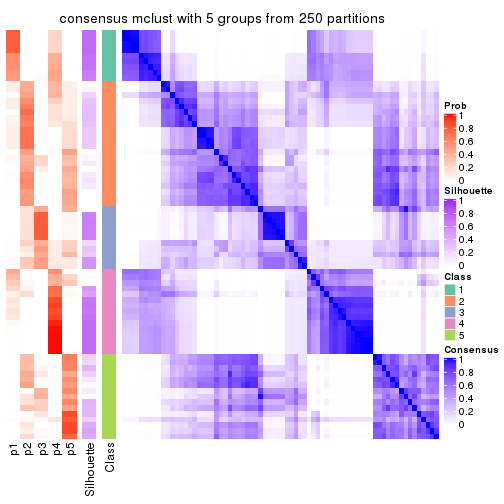 consensus mclust with 5 groups from 250 partitions
Prob
1
0.8
0.6
0.4
0.2
0
Silhouette
1
0.8
0.6
0.4
0.2
0
Class
1
2
3
4
5
Consensus
1
0.8
0.6
0.4
0.2
0
p1
p2
p3
p4
p5
Silhouette
Class